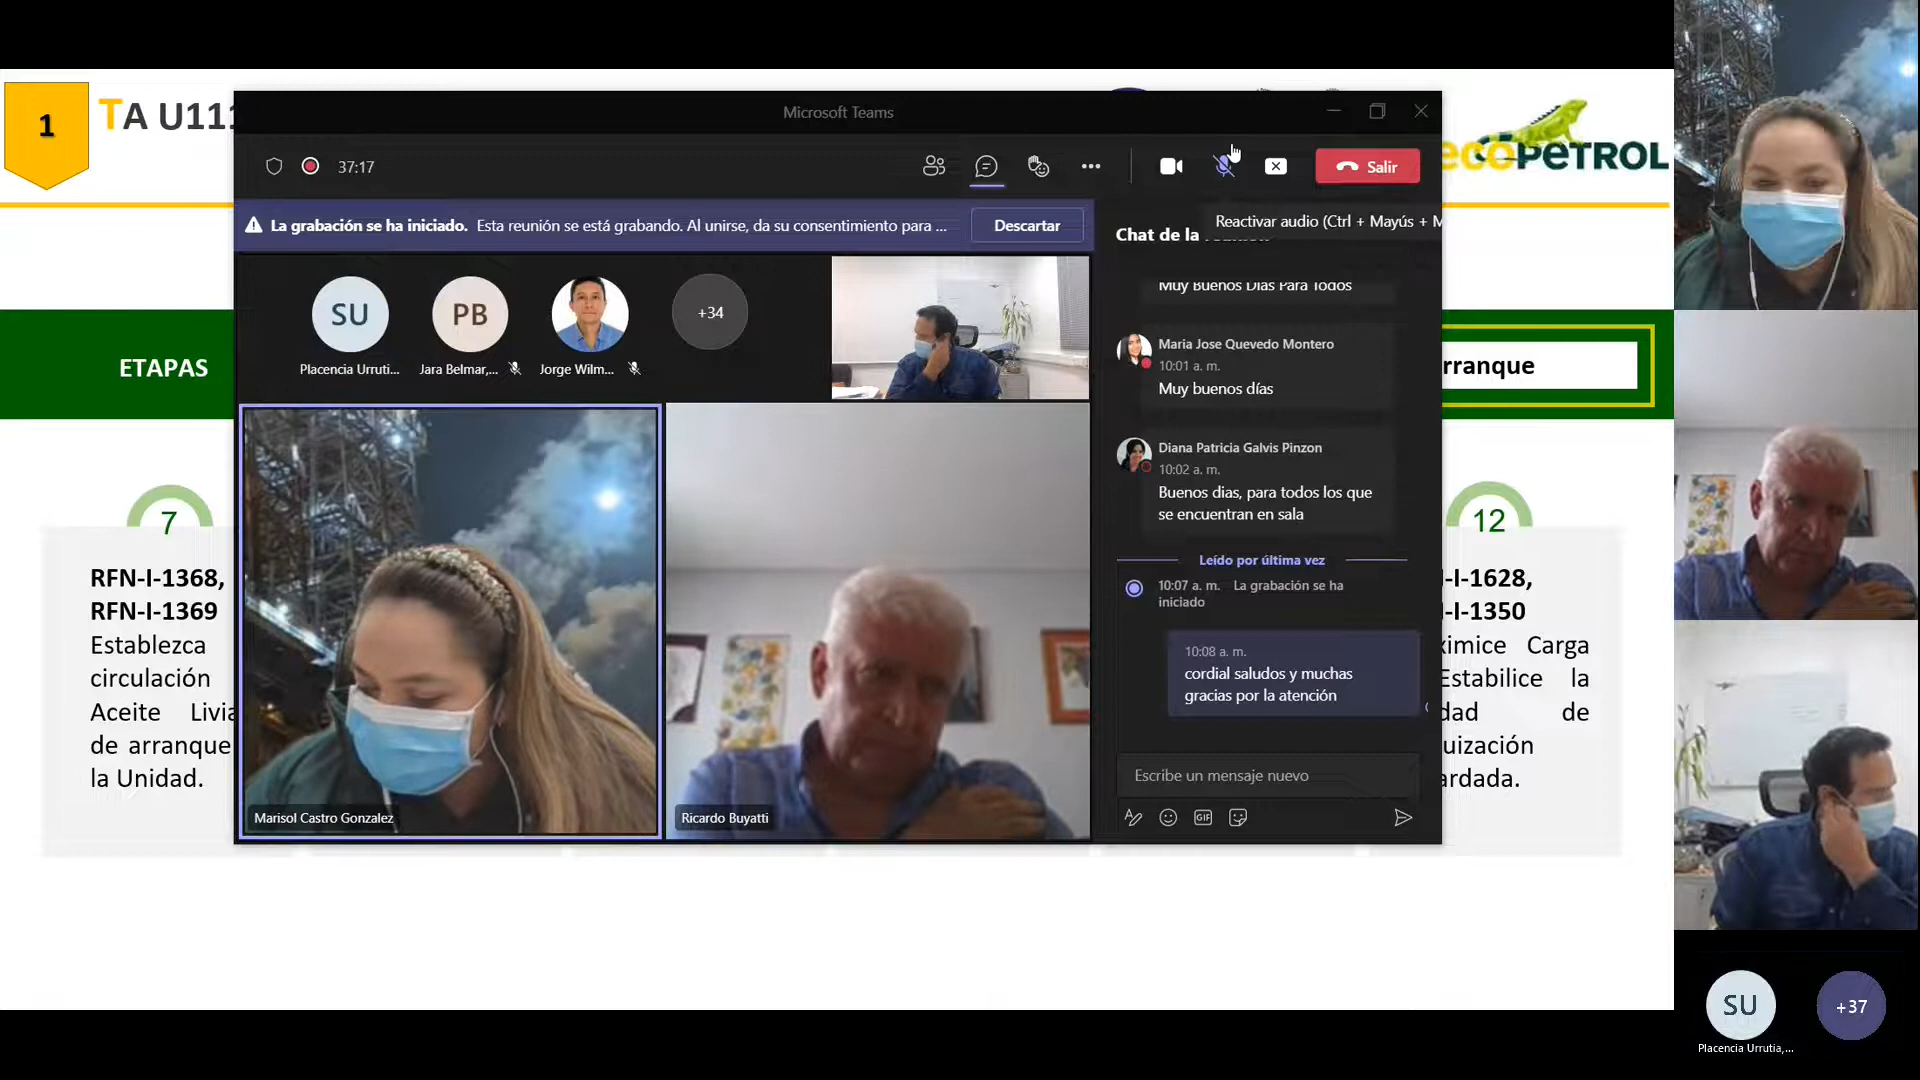 1
TA U111
Microsoft Teams
ecoPETROL
37:17
Salir
Reactivar audio (Ctrl + Mayús + M
La grabación se ha iniciado. Esta reunión se está grabando. Al unirse, da su consentimiento para ...
Descartar
Chat de la
SU
PB
+34
Placencia Urruti...
Jara Belmar,...
Jorge Wilm...
Muy Buenos Dias Para Todos
Maria Jose Quevedo Montero
10:01 a. m.
Muy buenos días
Diana Patricia Galvis Pinzon
10:02 a. m.
Buenos dias, para todos los que
se encuentran en sala
Leído por última vez
10:07 a. m. La grabación se ha
iniciado
10:08 a. m.
cordial saludos y muchas
gracias por la atención
Escribe un mensaje nuevo
GIF
Marisol Castro Gonzalez
Ricardo Buyatti
ETAPAS
rranque
7
RFN-I-1368,
RFN-I-1369
Establezca
circulación
Aceite Livia
de arranque
la Unidad.
12
I-I-1628,
I-I-1350
ximice Carga
Estabilice la
dad de
uización
ardada.
SU
+37
Placencia Urrutia,...